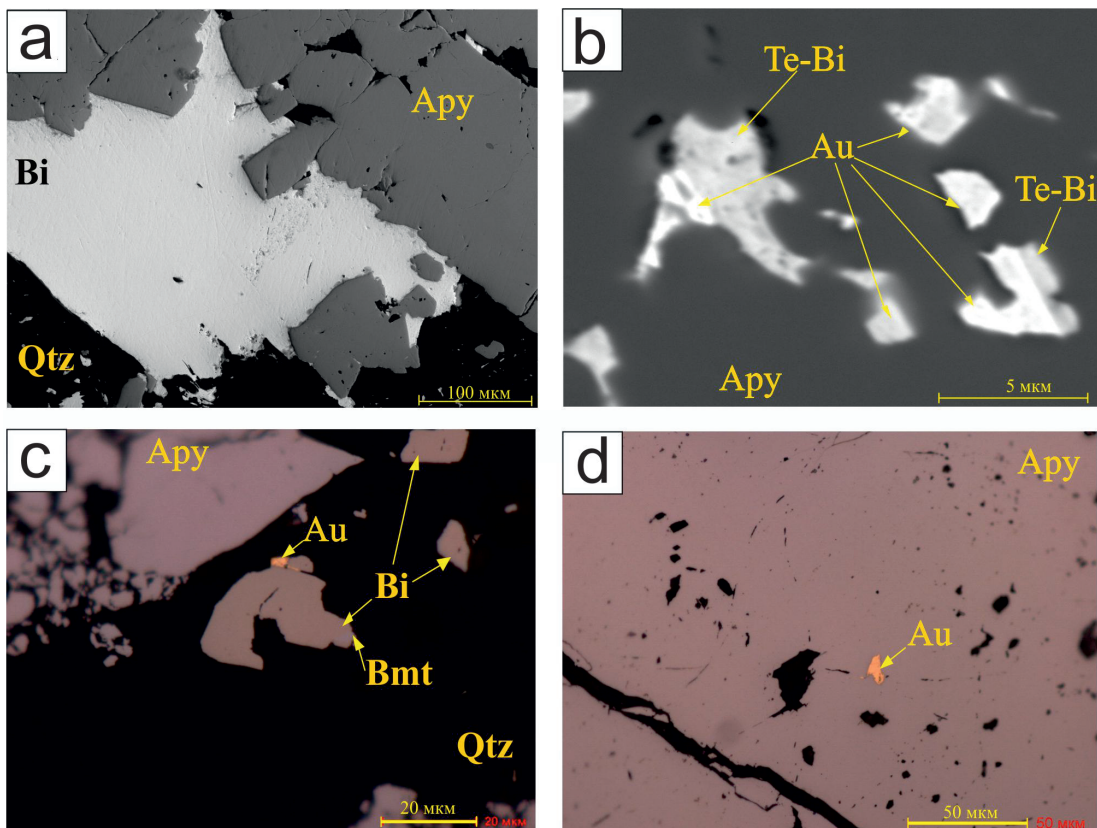 a
Apy
Bi
Qtz
100 мкм
b
Te-Bi
Au
Te-Bi
Apy
5 мкм
c
Apy
Au
Bi
Bmt
Qtz
20 мкм
20 мкм
d
Apy
Au
50 мкм
50 мкм